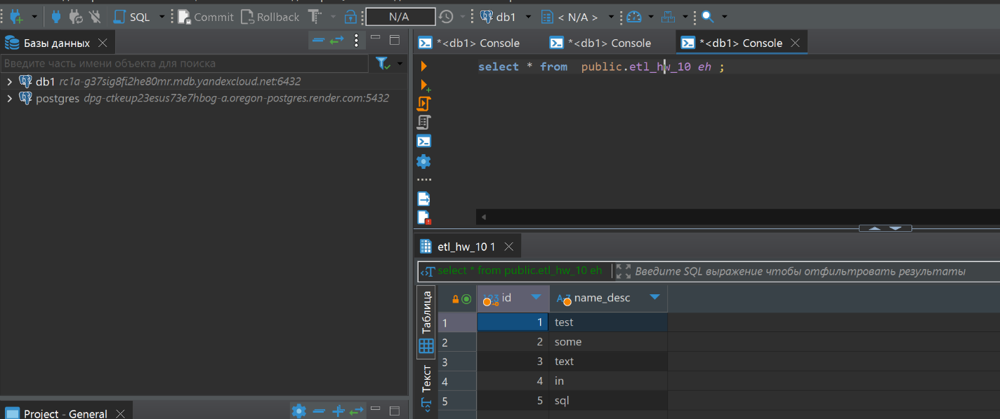 SQL Commit Rollback T N/A db1 < N/A >
Базы данных
Введите часть имени объекта для поиска
db1 rc1a-g37sig8fi2he80mr.mdb.yandexcloud.net:6432
postgres dpg-ctkeup23esus73e7hbog-a.oregon-postgres.render.com:5432
*<db1> Console *<db1> Console *<db1> Console
select * from public.etl_hw_10 eh ;
etl_hw_10 1
select * from public.etl_hw_10 eh Введите SQL выражение чтобы отфильтровать результаты
Таблица
Текст
123 id A-Z name_desc
1 1 test
2 2 some
3 3 text
4 4 in
5 5 sql
Project - General